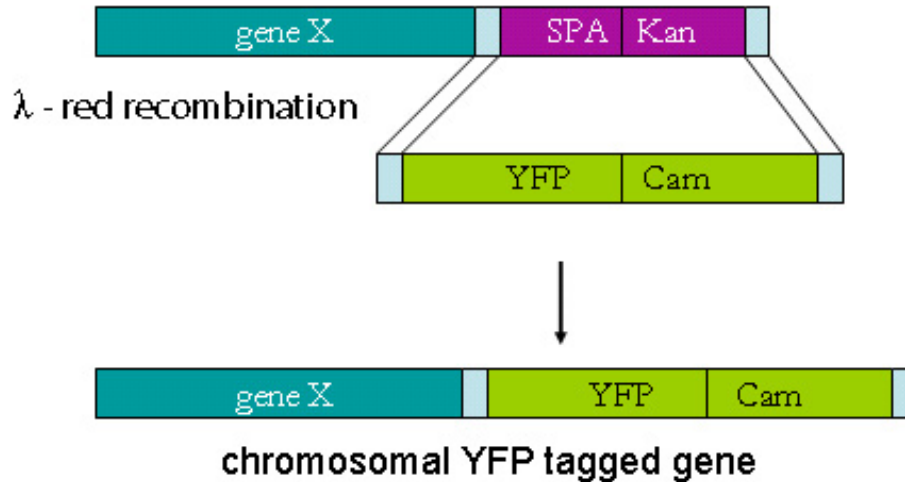 gene X SPA Kan
λ - red recombination
YFP Cam
gene X YFP Cam
chromosomal YFP tagged gene